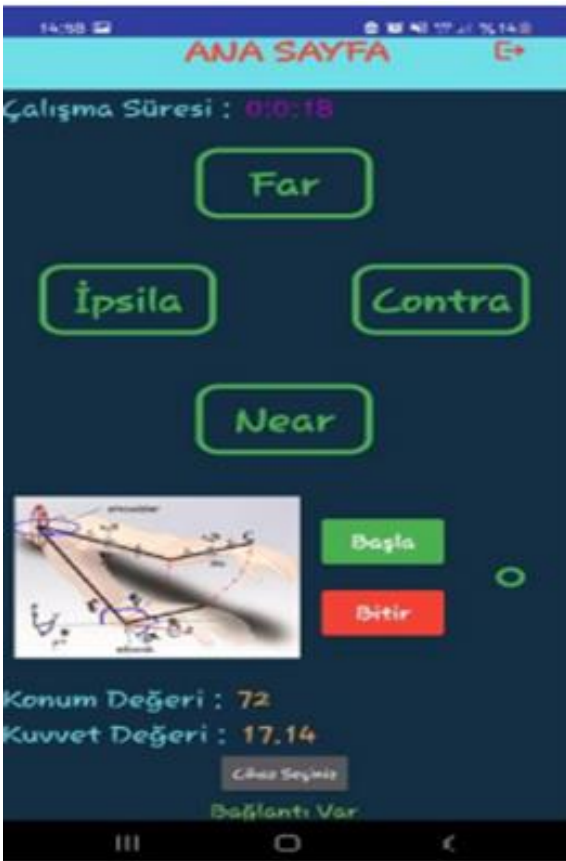 14:58
ANA SAYFA
Çalışma Süresi : 0:0:18
Far
İpsila
Contra
Near
Başla
Bitir
Konum Değeri : 72
Kuvvet Değeri : 17.14
Cihaz Seçiniz
Bağlantı Var